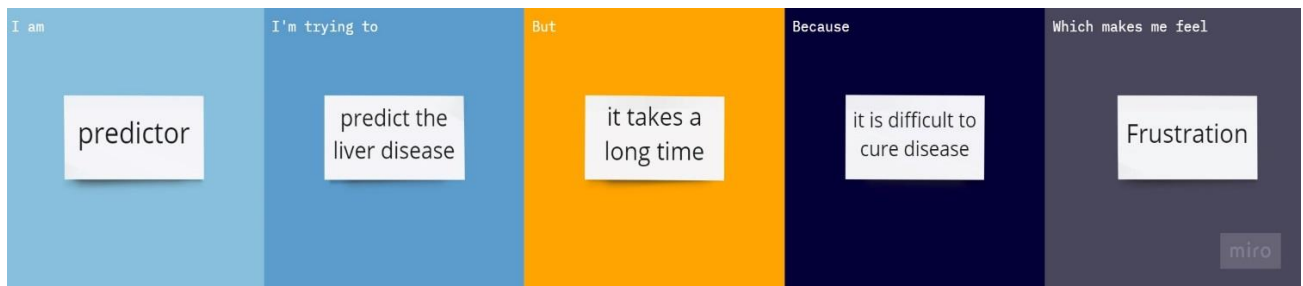 I am
predictor
I'm trying to
predict the
liver disease
But
it takes a
long time
Because
it is difficult to
cure disease
Which makes me feel
Frustration
miro